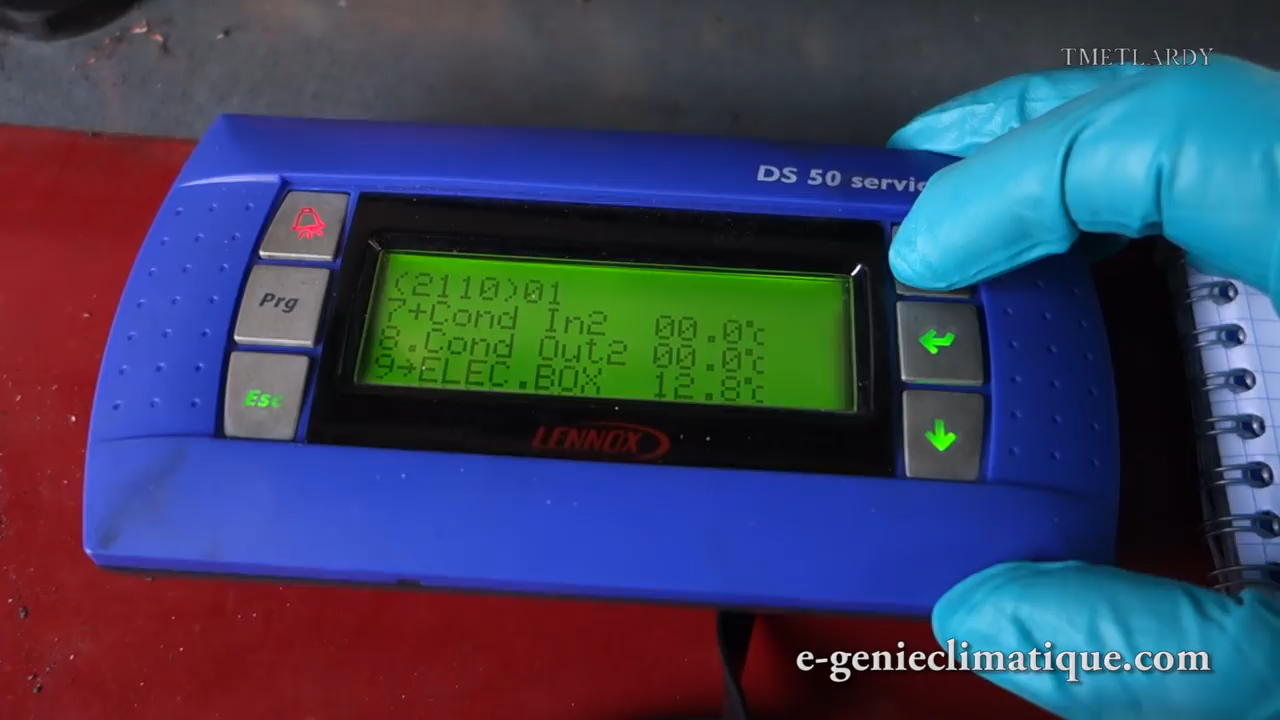 TMETLARDY
DS 50 servic
Prg
Esc
(2110)01
7+Cond In2 00.0℃
8.Cond Out2 00.0℃
9→ELEC.BOX 12.8℃
LENNOX
e-genieclimatique.com